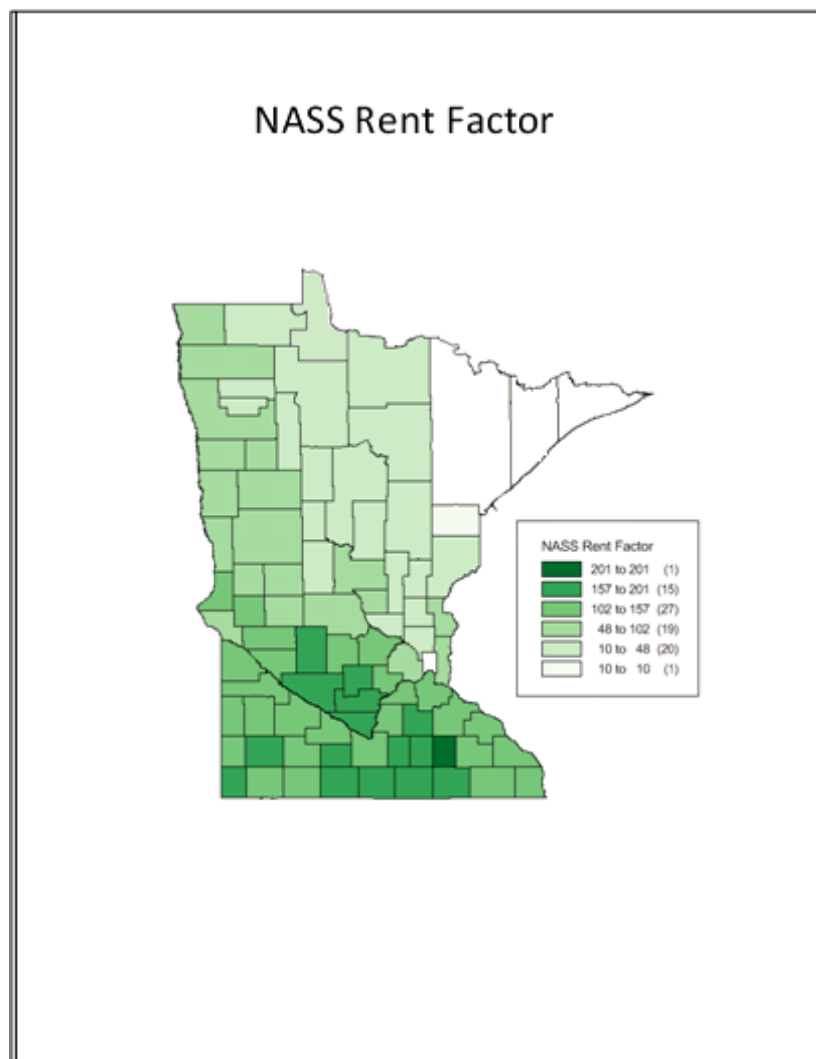 NASS Rent Factor
NASS Rent Factor
201 to 201 (1)
157 to 201 (15)
102 to 157 (27)
48 to 102 (19)
10 to 48 (20)
10 to 10 (1)